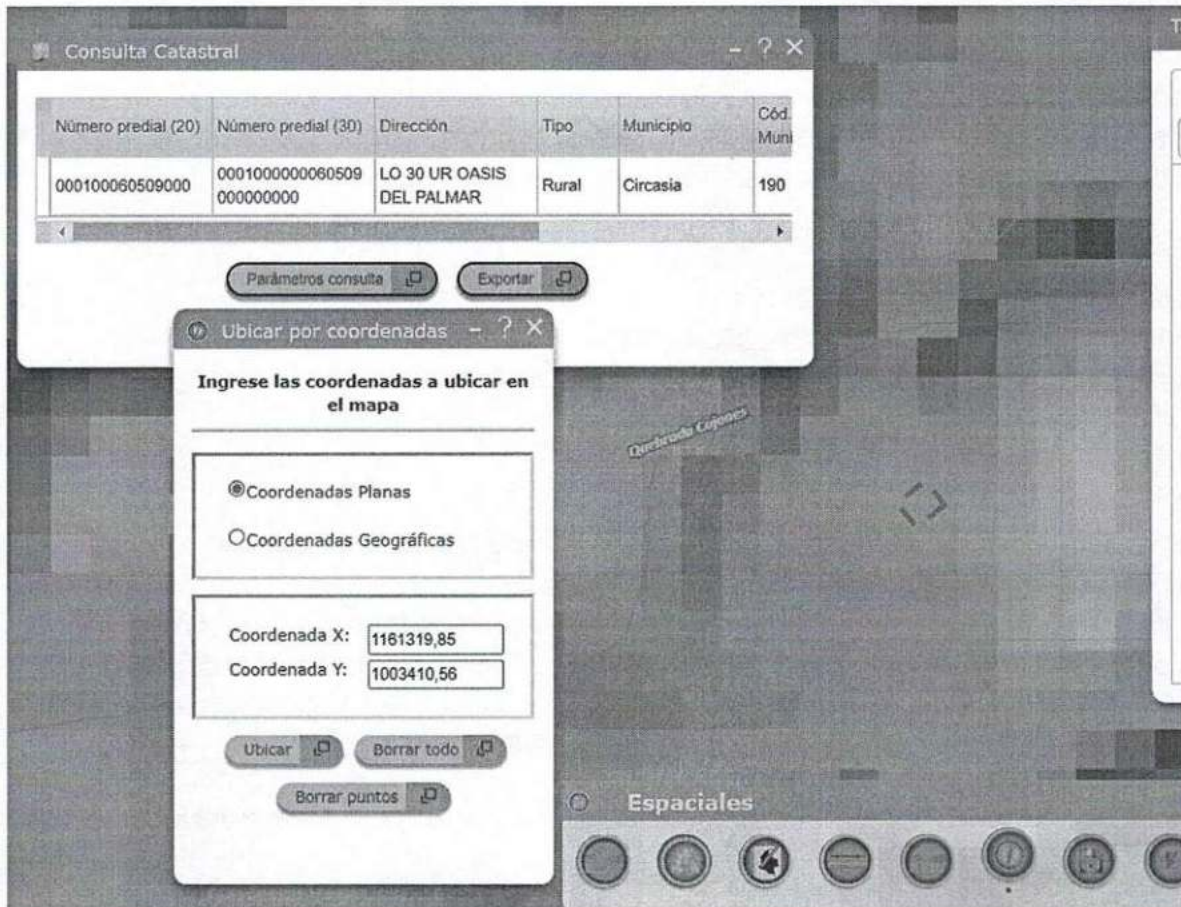 Consulta Catastral
Número predial (20) Número predial (30) Dirección Tipo Municipio Cód. Muni
000100060509000 0001000000060509 000000000 LO 30 UR OASIS DEL PALMAR Rural Circasia 190
Parámetros consulta Exportar
Ubicar por coordenadas
Ingrese las coordenadas a ubicar en
el mapa
Quebrada Cajones
Coordenadas Planas
Coordenadas Geográficas
Coordenada X: 1161319,85
Coordenada Y: 1003410,56
Ubicar Borrar todo
Borrar puntos
Espaciales